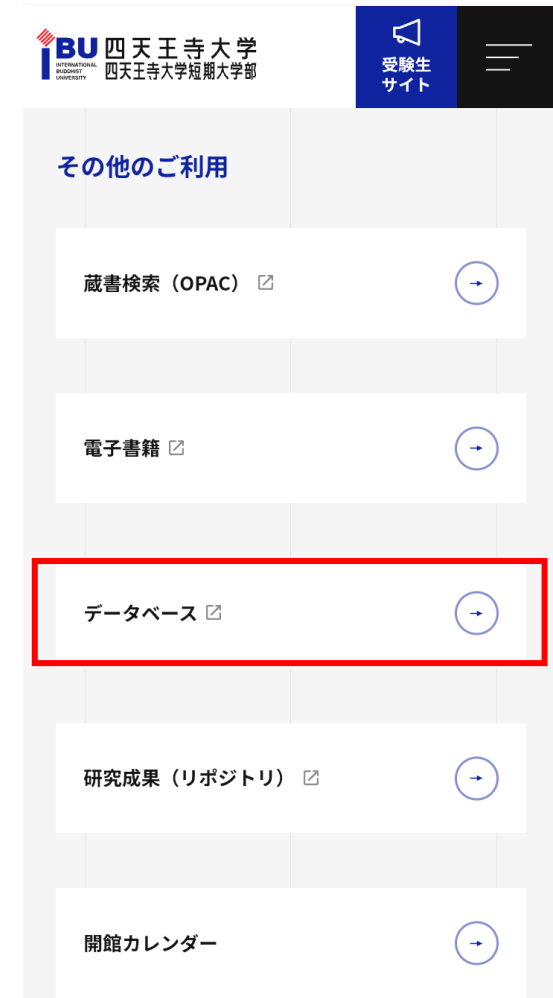 IBU 四天王寺大学
INTERNATIONAL
BUDDHIST
UNIVERSITY
四天王寺大学短期大学部
受験生
サイト
その他のご利用
蔵書検索（OPAC）
電子書籍
データベース
研究成果（リポジトリ）
開館カレンダー